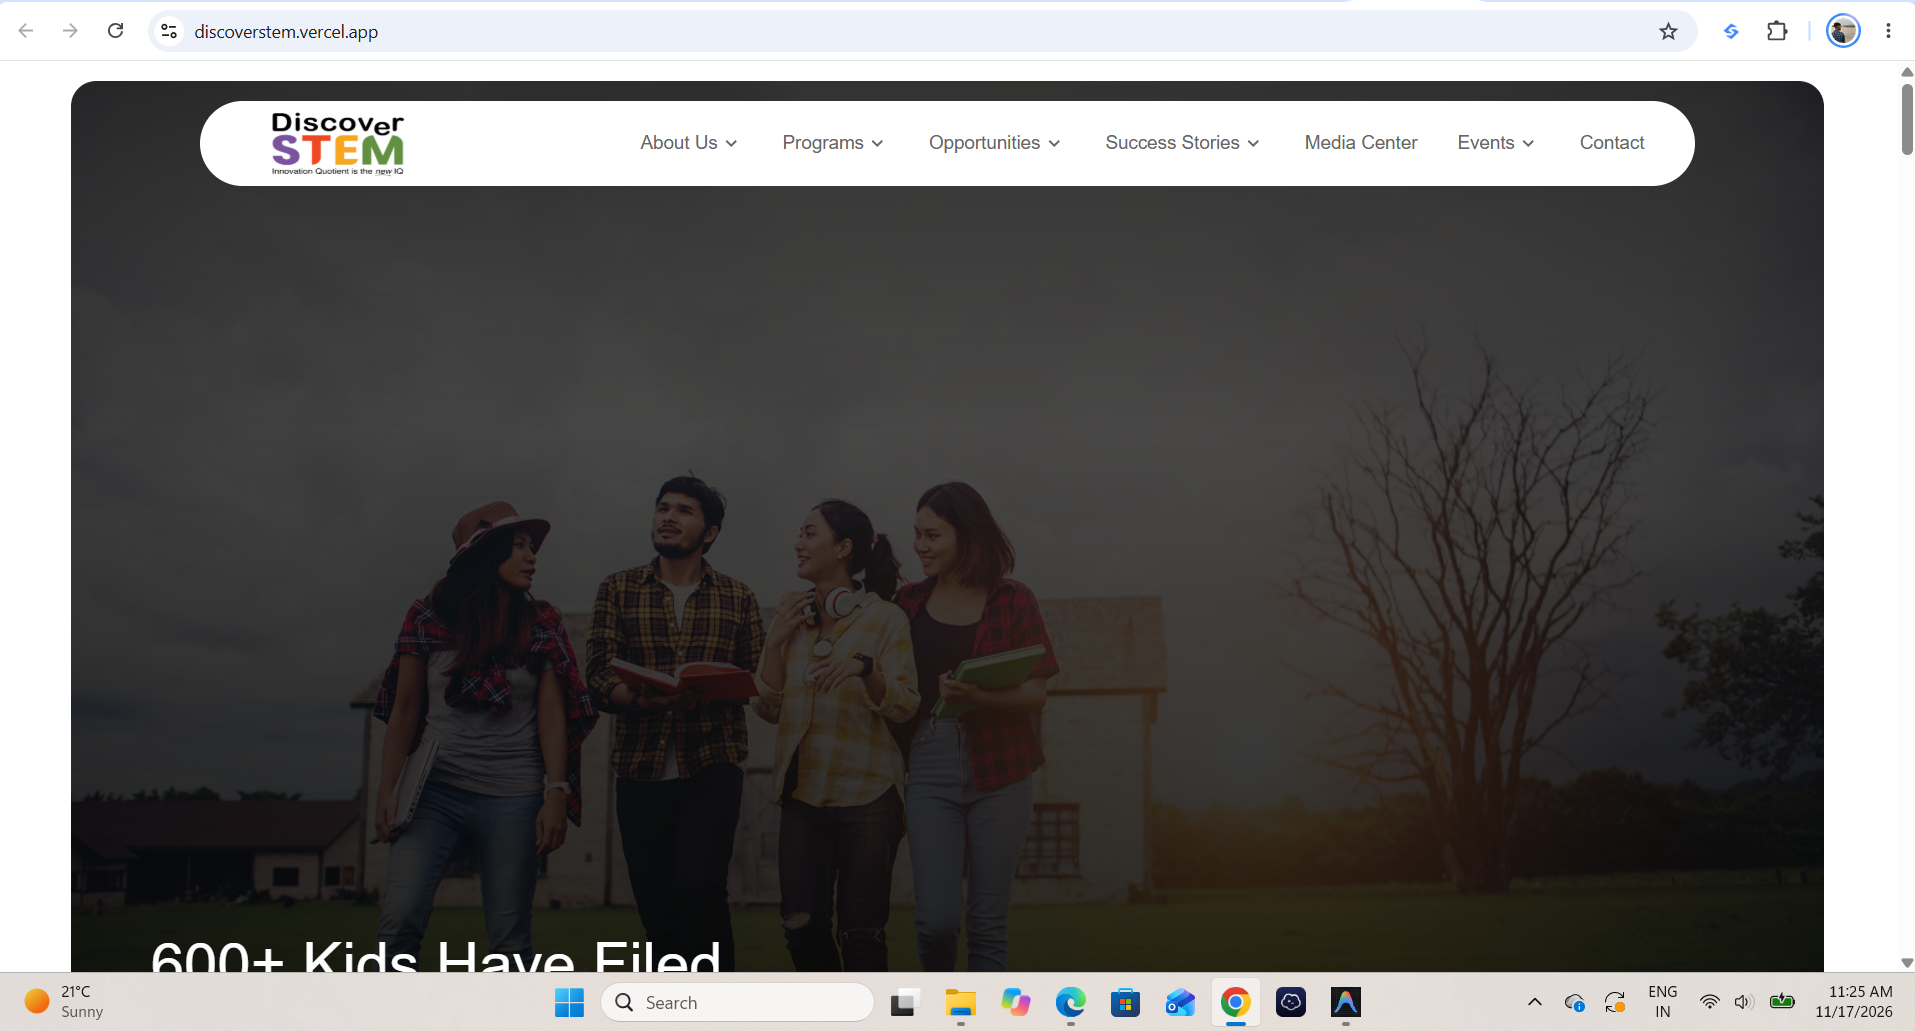 discoverstem.vercel.app
Discover
STEM
Innovation Quotient is the new IQ
About Us
Programs
Opportunities
Success Stories
Media Center
Events
Contact
600+ Kids Have Filed
21°C
Sunny
Search
ENG
IN
11:25 AM
11/17/2026